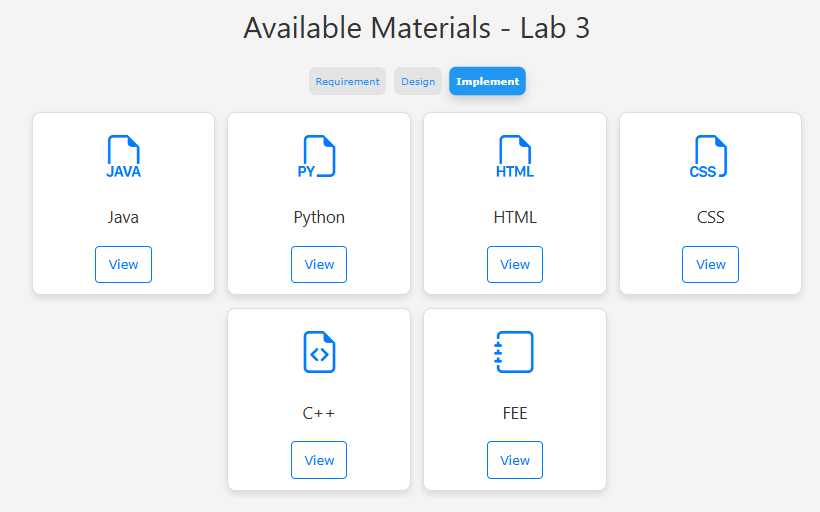 Available Materials - Lab 3
Requirement Design Implement
JAVA PY HTML CSS
Java Python HTML CSS
View View View View
C++ FEE
View View